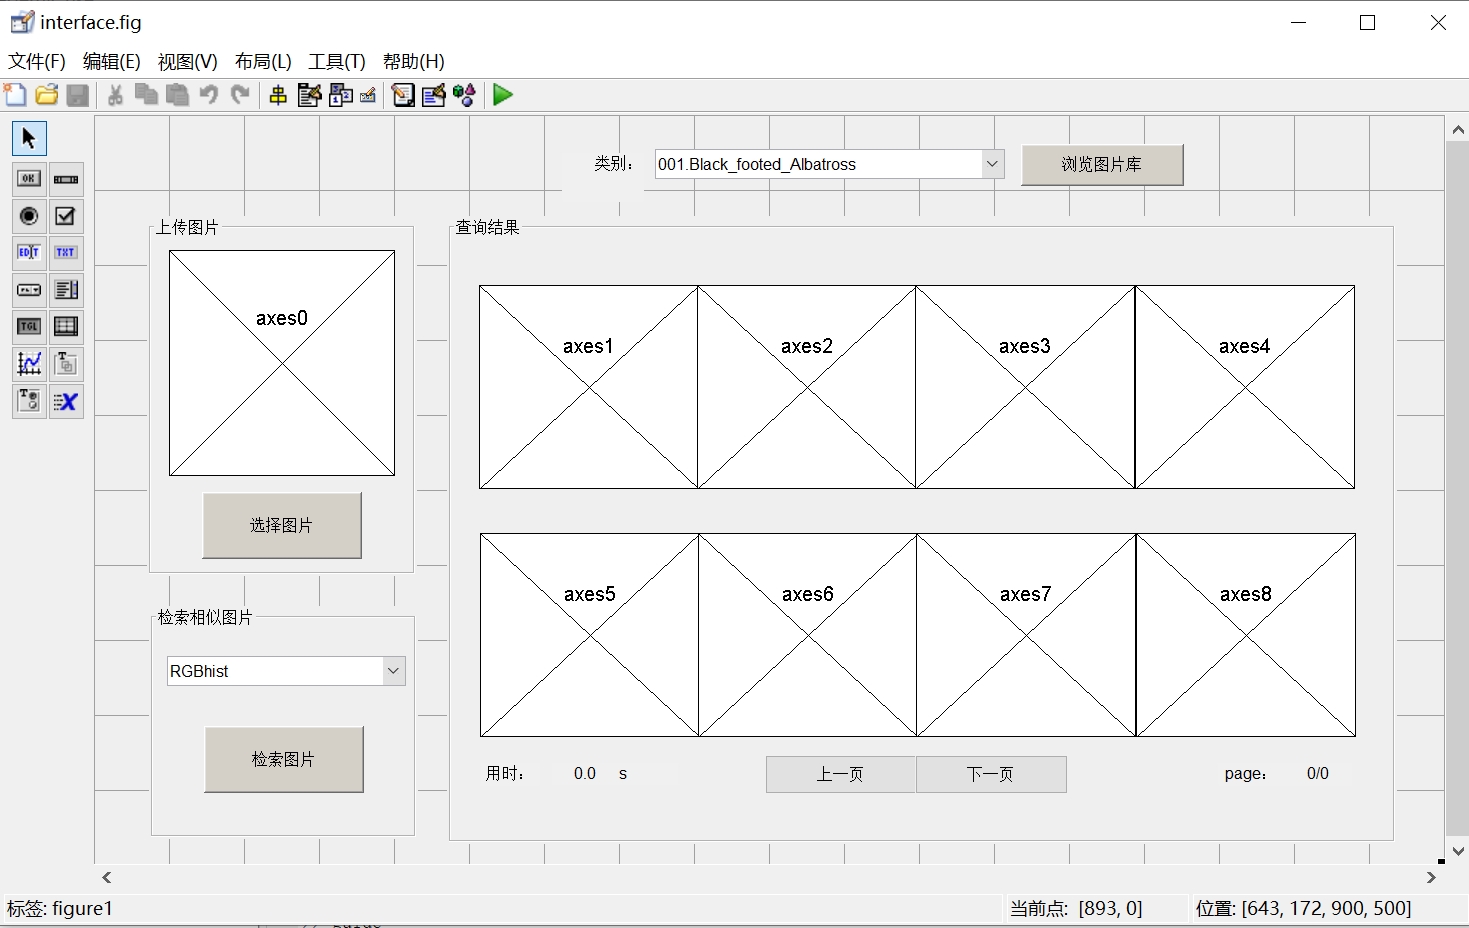 interface.fig
文件(F) 编辑(E) 视图(V) 布局(L) 工具(T) 帮助(H)
类别： 001.Black_footed_Albatross 浏览图片库
OK
EDIT TXT
TGL
上传图片
axes0
选择图片
检索相似图片
RGBhist
检索图片
查询结果
axes1 axes2 axes3 axes4
axes5 axes6 axes7 axes8
用时： 0.0 s 上一页 下一页 page： 0/0
标签: figure1 当前点: [893, 0] 位置: [643, 172, 900, 500]